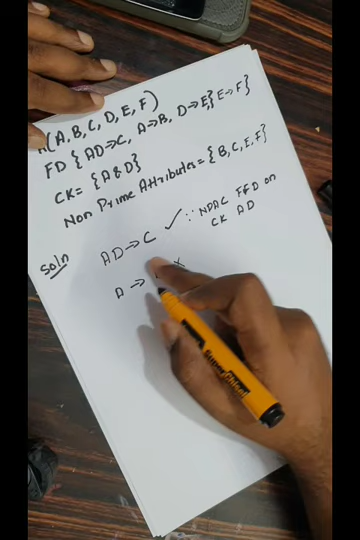 (A, B, C, D, E, F)
FD { AD→C, A→B, D→E,} E→F}
CK= {A&D}
Non Prime Attributes = {B, C, E, F}
Soln
AD→C ✓ ∵ NPAC FFD on
CK AD
A →